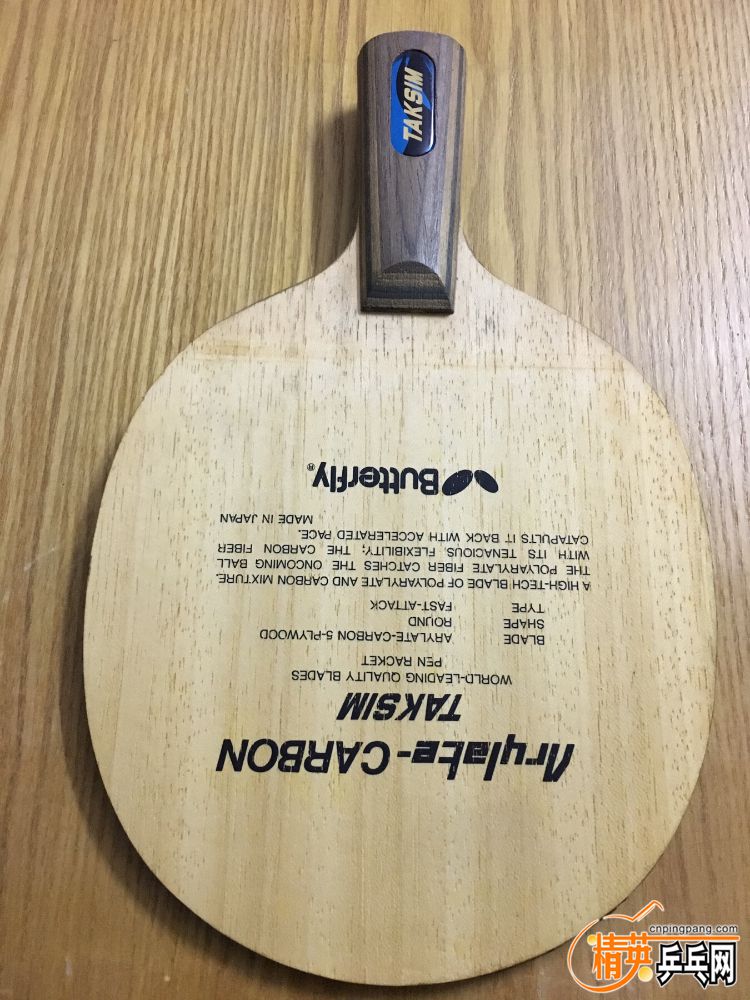 TAKSIM
Arylate-CARBON
TAKSIM
WORLD-LEADING QUALITY BLADES
PEN RACKET
BLADE ARYLATE-CARBON 5-PLYWOOD
SHAPE ROUND
TYPE FAST-ATTACK
A HIGH-TECH BLADE OF POLYARYLATE AND CARBON MIXTURE.
THE POLYARYLATE FIBER CATCHES THE ONCOMING BALL
WITH ITS TENACIOUS FLEXIBILITY; THE CARBON FIBER
CATAPULTS IT BACK WITH ACCELERATED PACE.
MADE IN JAPAN
Butterfly®
cnpingpang.com
精英乒乓网